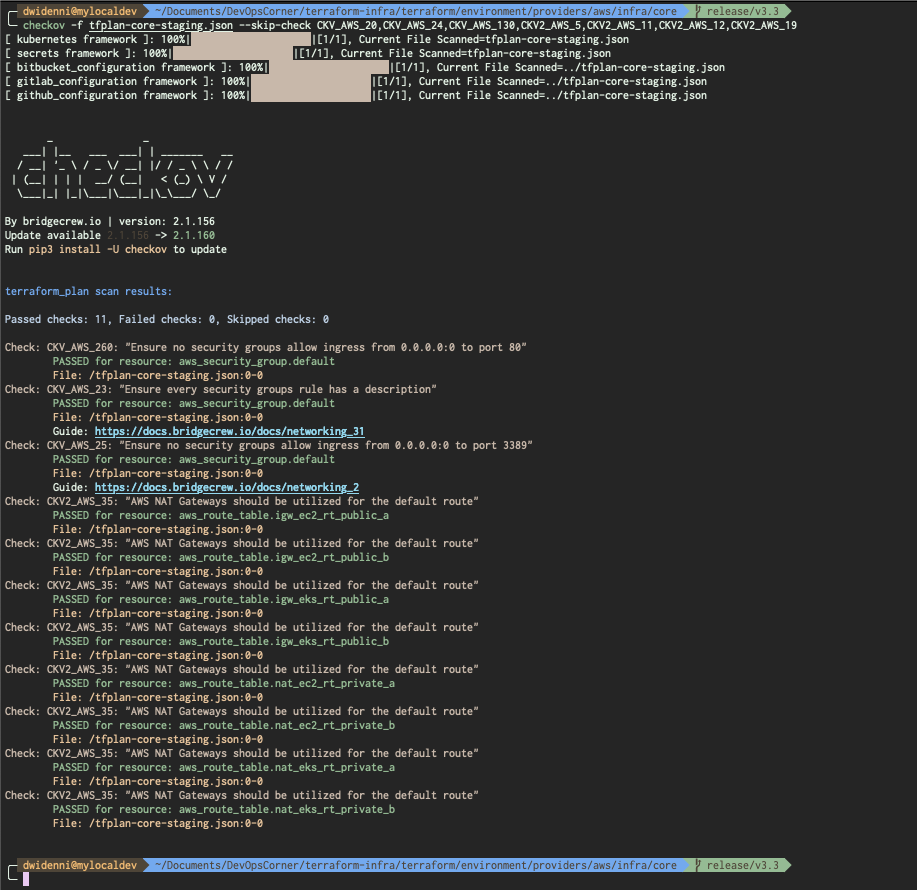 dwidenni@mylocaldev ~/Documents/DevOpsCorner/terraform-infra/terraform/environment/providers/aws/infra/core release/v3.3
checkov -f tfplan-core-staging.json --skip-check CKV_AWS_20,CKV_AWS_24,CKV_AWS_130,CKV2_AWS_5,CKV2_AWS_11,CKV2_AWS_12,CKV2_AWS_19
[ kubernetes framework ]: 100%|████████████████████|[1/1], Current File Scanned=tfplan-core-staging.json
[ secrets framework ]: 100%|████████████████████|[1/1], Current File Scanned=tfplan-core-staging.json
[ bitbucket_configuration framework ]: 100%|████████████████████|[1/1], Current File Scanned=../tfplan-core-staging.json
[ gitlab_configuration framework ]: 100%|████████████████████|[1/1], Current File Scanned=../tfplan-core-staging.json
[ github_configuration framework ]: 100%|████████████████████|[1/1], Current File Scanned=../tfplan-core-staging.json
checkov
By bridgecrew.io | version: 2.1.156
Update available 2.1.156 -> 2.1.160
Run pip3 install -U checkov to update
terraform_plan scan results:
Passed checks: 11, Failed checks: 0, Skipped checks: 0
Check: CKV_AWS_260: "Ensure no security groups allow ingress from 0.0.0.0:0 to port 80"
PASSED for resource: aws_security_group.default
File: /tfplan-core-staging.json:0-0
Check: CKV_AWS_23: "Ensure every security groups rule has a description"
PASSED for resource: aws_security_group.default
File: /tfplan-core-staging.json:0-0
Guide: https://docs.bridgecrew.io/docs/networking_31
Check: CKV_AWS_25: "Ensure no security groups allow ingress from 0.0.0.0:0 to port 3389"
PASSED for resource: aws_security_group.default
File: /tfplan-core-staging.json:0-0
Guide: https://docs.bridgecrew.io/docs/networking_2
Check: CKV2_AWS_35: "AWS NAT Gateways should be utilized for the default route"
PASSED for resource: aws_route_table.igw_ec2_rt_public_a
File: /tfplan-core-staging.json:0-0
Check: CKV2_AWS_35: "AWS NAT Gateways should be utilized for the default route"
PASSED for resource: aws_route_table.igw_ec2_rt_public_b
File: /tfplan-core-staging.json:0-0
Check: CKV2_AWS_35: "AWS NAT Gateways should be utilized for the default route"
PASSED for resource: aws_route_table.igw_eks_rt_public_a
File: /tfplan-core-staging.json:0-0
Check: CKV2_AWS_35: "AWS NAT Gateways should be utilized for the default route"
PASSED for resource: aws_route_table.igw_eks_rt_public_b
File: /tfplan-core-staging.json:0-0
Check: CKV2_AWS_35: "AWS NAT Gateways should be utilized for the default route"
PASSED for resource: aws_route_table.nat_ec2_rt_private_a
File: /tfplan-core-staging.json:0-0
Check: CKV2_AWS_35: "AWS NAT Gateways should be utilized for the default route"
PASSED for resource: aws_route_table.nat_ec2_rt_private_b
File: /tfplan-core-staging.json:0-0
Check: CKV2_AWS_35: "AWS NAT Gateways should be utilized for the default route"
PASSED for resource: aws_route_table.nat_eks_rt_private_a
File: /tfplan-core-staging.json:0-0
Check: CKV2_AWS_35: "AWS NAT Gateways should be utilized for the default route"
PASSED for resource: aws_route_table.nat_eks_rt_private_b
File: /tfplan-core-staging.json:0-0
dwidenni@mylocaldev ~/Documents/DevOpsCorner/terraform-infra/terraform/environment/providers/aws/infra/core release/v3.3